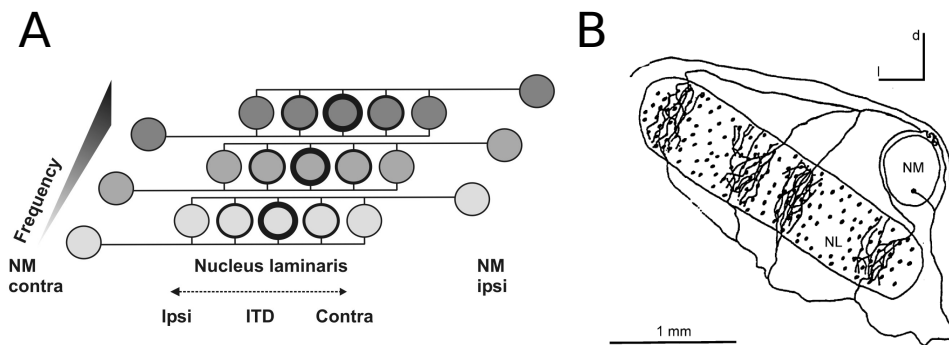 A
B
Frequency
NM
contra
Nucleus laminaris
NM
ipsi
Ipsi
ITD
Contra
d
l
NM
NL
1 mm